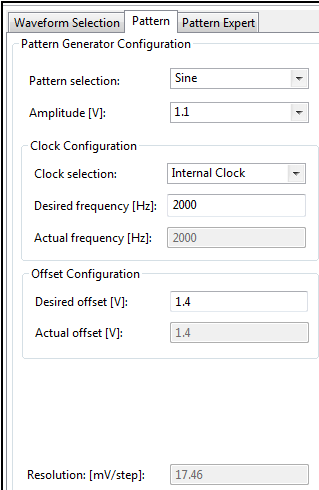 Waveform Selection Pattern Pattern Expert
Pattern Generator Configuration
Pattern selection: Sine
Amplitude [V]: 1.1
Clock Configuration
Clock selection: Internal Clock
Desired frequency [Hz]: 2000
Actual frequency [Hz]: 2000
Offset Configuration
Desired offset [V]: 1.4
Actual offset [V]: 1.4
Resolution: [mV/step]: 17.46